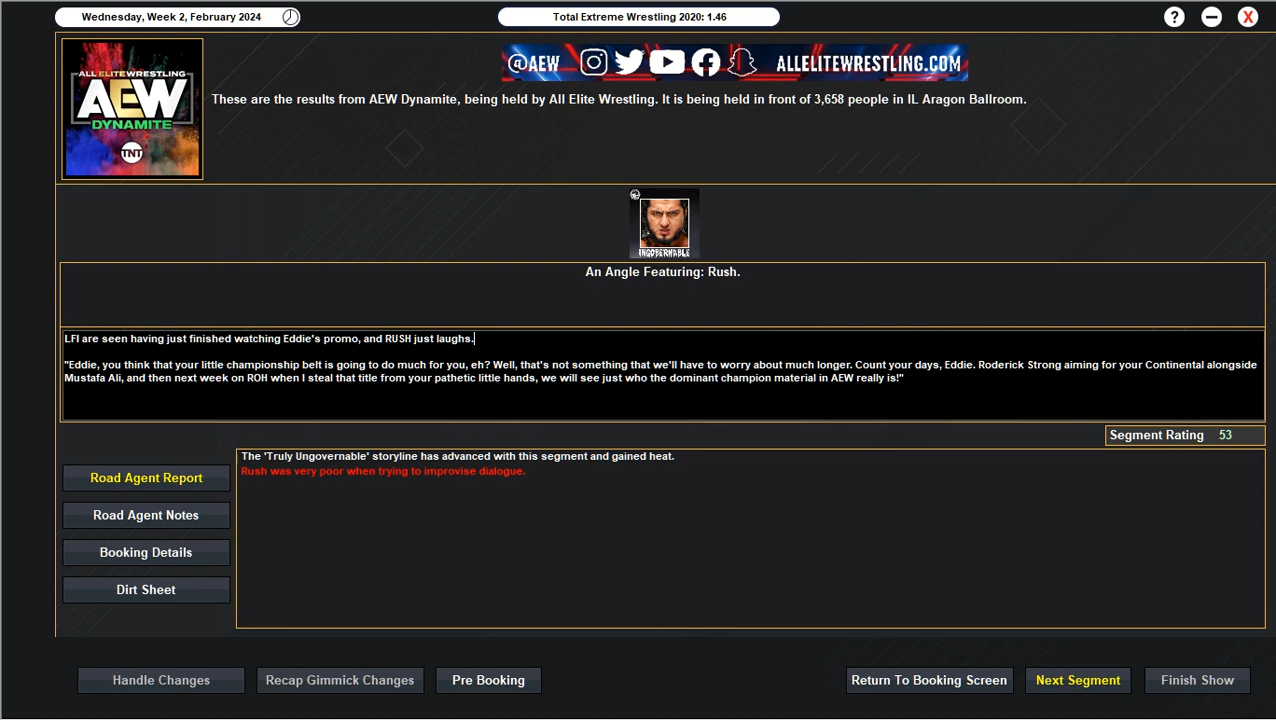 Wednesday, Week 2, February 2024
Total Extreme Wrestling 2020: 1.46
?
X
ALL ELITE WRESTLING
AEW
DYNAMITE
TNT
@AEW
ALLELITEWRESTLING.COM
These are the results from AEW Dynamite, being held by All Elite Wrestling. It is being held in front of 3,658 people in IL Aragon Ballroom.
INGOBERNABLE
An Angle Featuring: Rush.
LFI are seen having just finished watching Eddie's promo, and RUSH just laughs.
"Eddie, you think that your little championship belt is going to do much for you, eh? Well, that's not something that we'll have to worry about much longer. Count your days, Eddie. Roderick Strong aiming for your Continental alongside
Mustafa Ali, and then next week on ROH when I steal that title from your pathetic little hands, we will see just who the dominant champion material in AEW really is!"
Segment Rating 53
The 'Truly Ungovernable' storyline has advanced with this segment and gained heat.
Rush was very poor when trying to improvise dialogue.
Road Agent Report
Road Agent Notes
Booking Details
Dirt Sheet
Handle Changes
Recap Gimmick Changes
Pre Booking
Return To Booking Screen
Next Segment
Finish Show